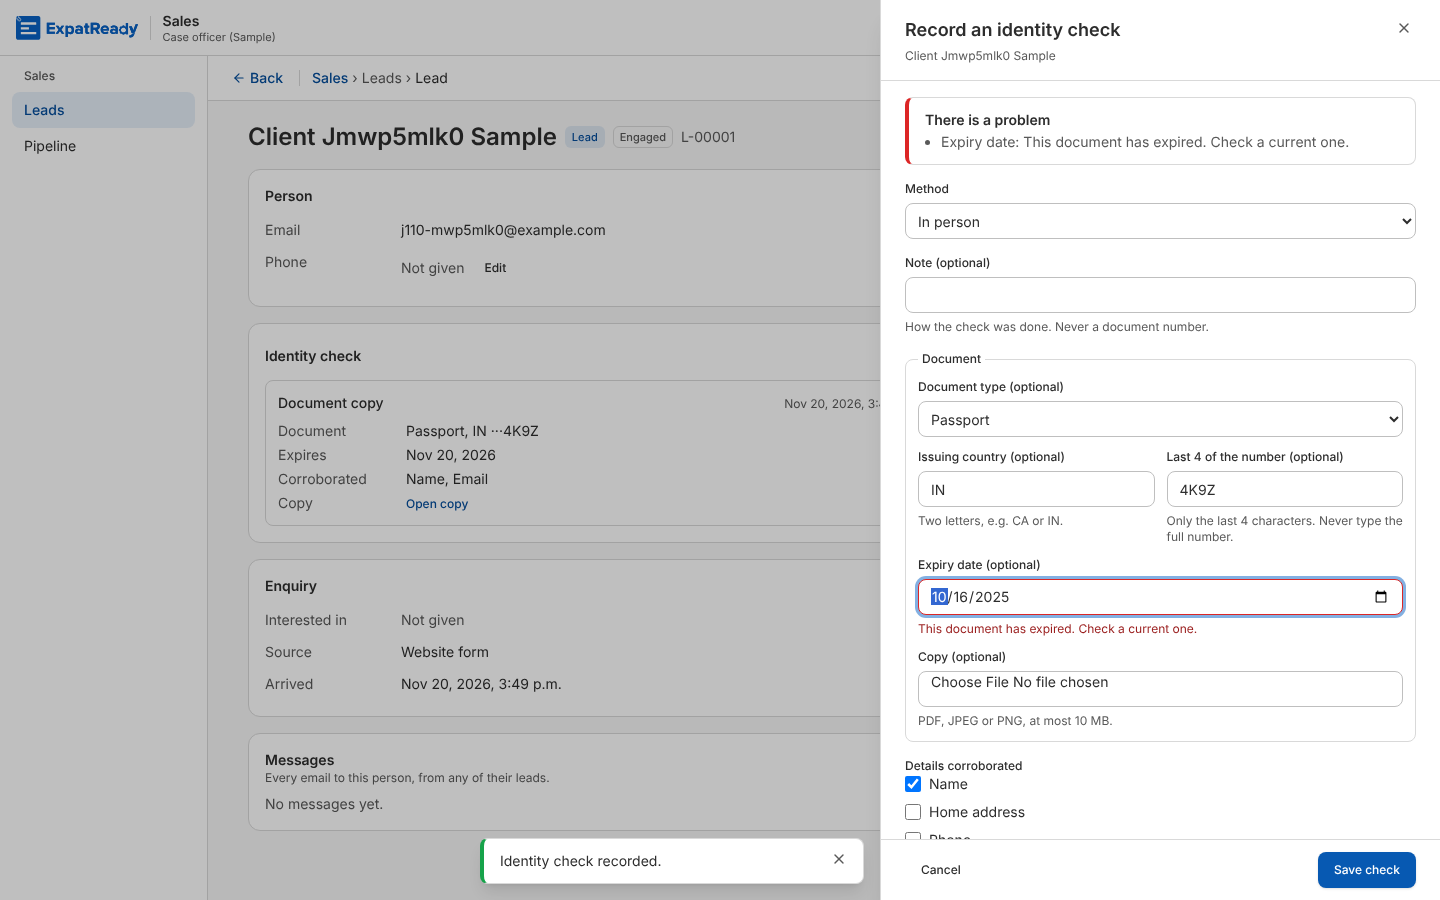 ExpatReady
Sales
Case officer (Sample)
Sales
Leads
Pipeline
← Back
Sales › Leads › Lead
Client Jmwp5mlk0 Sample
Lead
Engaged
L-00001
Person
Email
j110-mwp5mlk0@example.com
Phone
Not given
Edit
Identity check
Document copy
Nov 20, 2026, 3:4
Document
Passport, IN ···4K9Z
Expires
Nov 20, 2026
Corroborated
Name, Email
Copy
Open copy
Enquiry
Interested in
Not given
Source
Website form
Arrived
Nov 20, 2026, 3:49 p.m.
Messages
Every email to this person, from any of their leads.
No messages yet.
Identity check recorded.
Record an identity check
Client Jmwp5mlk0 Sample
There is a problem
• Expiry date: This document has expired. Check a current one.
Method
In person
Note (optional)
How the check was done. Never a document number.
Document
Document type (optional)
Passport
Issuing country (optional)
IN
Two letters, e.g. CA or IN.
Last 4 of the number (optional)
4K9Z
Only the last 4 characters. Never type the
full number.
Expiry date (optional)
10/16/2025
This document has expired. Check a current one.
Copy (optional)
Choose File No file chosen
PDF, JPEG or PNG, at most 10 MB.
Details corroborated
Name
Home address
Phone
Cancel
Save check